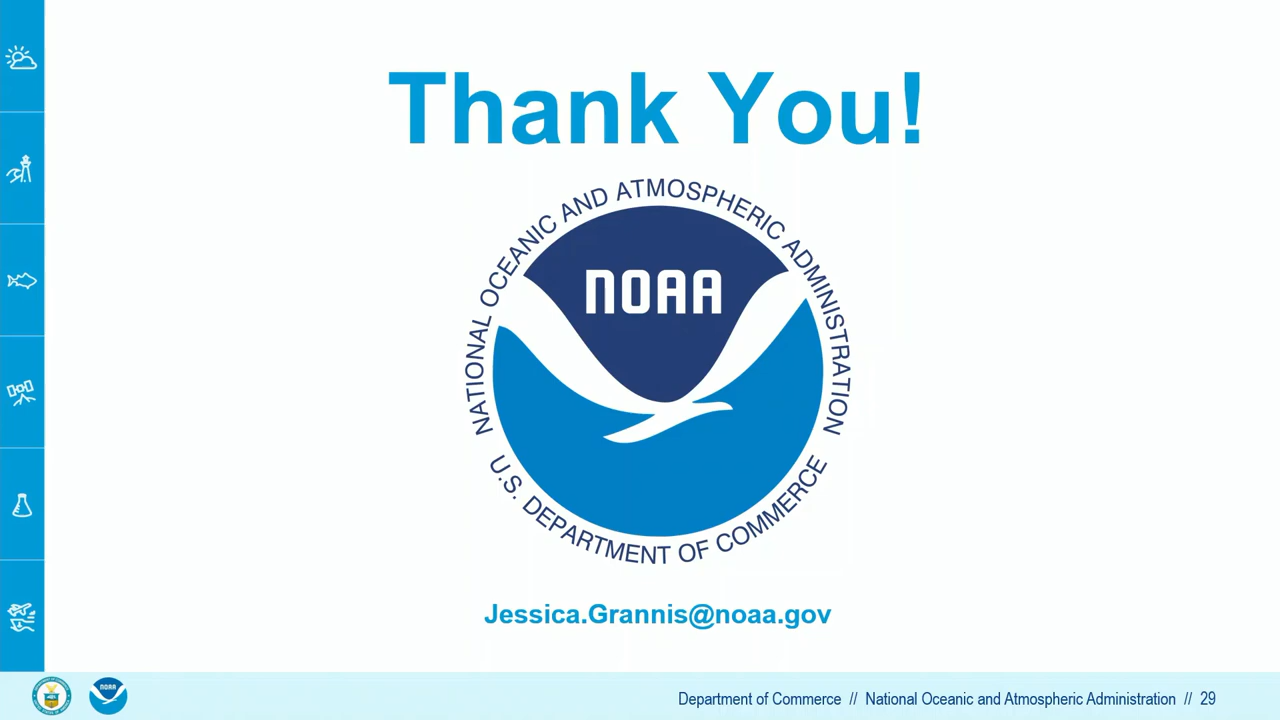 Thank You!
NATIONAL OCEANIC AND ATMOSPHERIC ADMINISTRATION
NOAA
U.S. DEPARTMENT OF COMMERCE
Jessica.Grannis@noaa.gov
NOAA
Department of Commerce // National Oceanic and Atmospheric Administration // 29